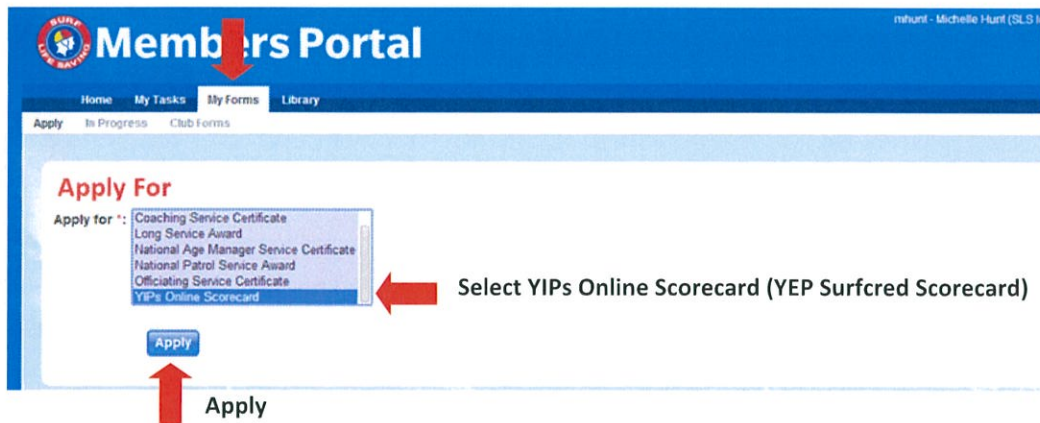 SURF
LIFE SAVING
Members Portal
mhunt - Michelle Hunt (SLS
Home My Tasks My Forms Library
Apply In Progress Club Forms
Apply For
Apply for *:
Coaching Service Certificate
Long Service Award
National Age Manager Service Certificate
National Patrol Service Award
Officiating Service Certificate
YIPs Online Scorecard
Select YIPs Online Scorecard (YEP Surfcred Scorecard)
Apply
Apply